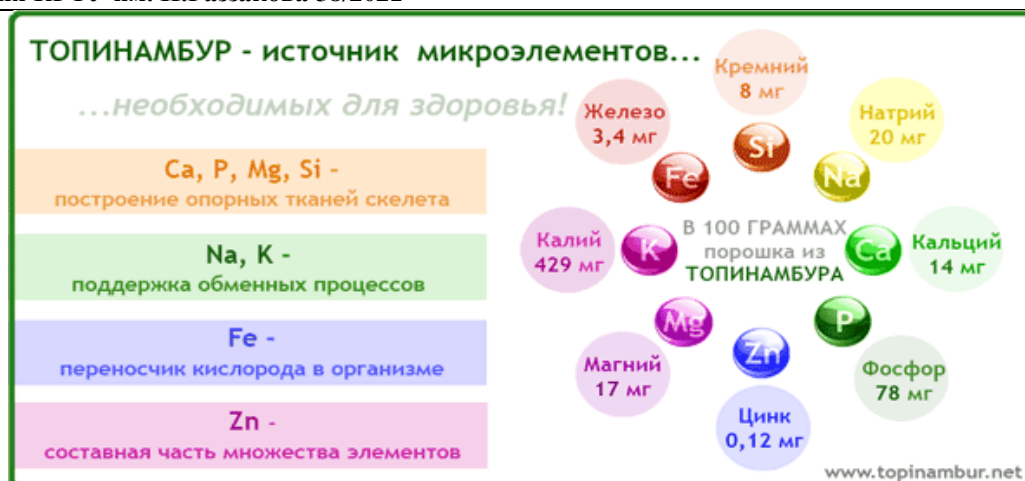 ТОПИНАМБУР - источник микроэлементов...
...необходимых для здоровья!
Ca, P, Mg, Si -
построение опорных тканей скелета
Na, K -
поддержка обменных процессов
Fe -
переносчик кислорода в организме
Zn -
составная часть множества элементов
Кремний
8 мг
Железо
3,4 мг
Натрий
20 мг
Si
Fe
Na
Калий
429 мг
K
В 100 ГРАММАХ
порошка из
ТОПИНАМБУРА
Ca
Кальций
14 мг
Mg
Zn
P
Магний
17 мг
Фосфор
78 мг
Цинк
0,12 мг
www.topinambur.net